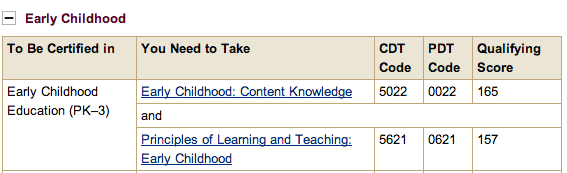 Early Childhood
To Be Certified in You Need to Take CDT Code PDT Code Qualifying Score
Early Childhood Education (PK–3) Early Childhood: Content Knowledge 5022 0022 165
and
Principles of Learning and Teaching: Early Childhood 5621 0621 157